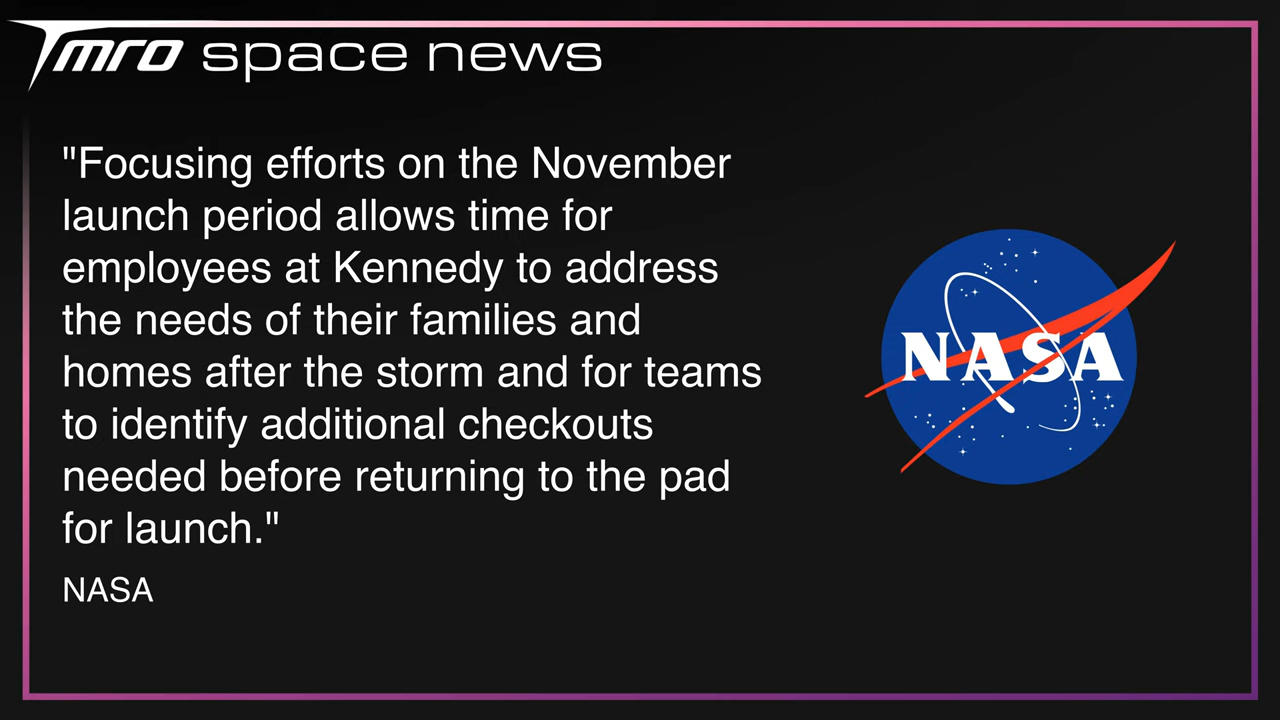 Tmro space news
"Focusing efforts on the November
launch period allows time for
employees at Kennedy to address
the needs of their families and
homes after the storm and for teams
to identify additional checkouts
needed before returning to the pad
for launch."
NASA
NASA